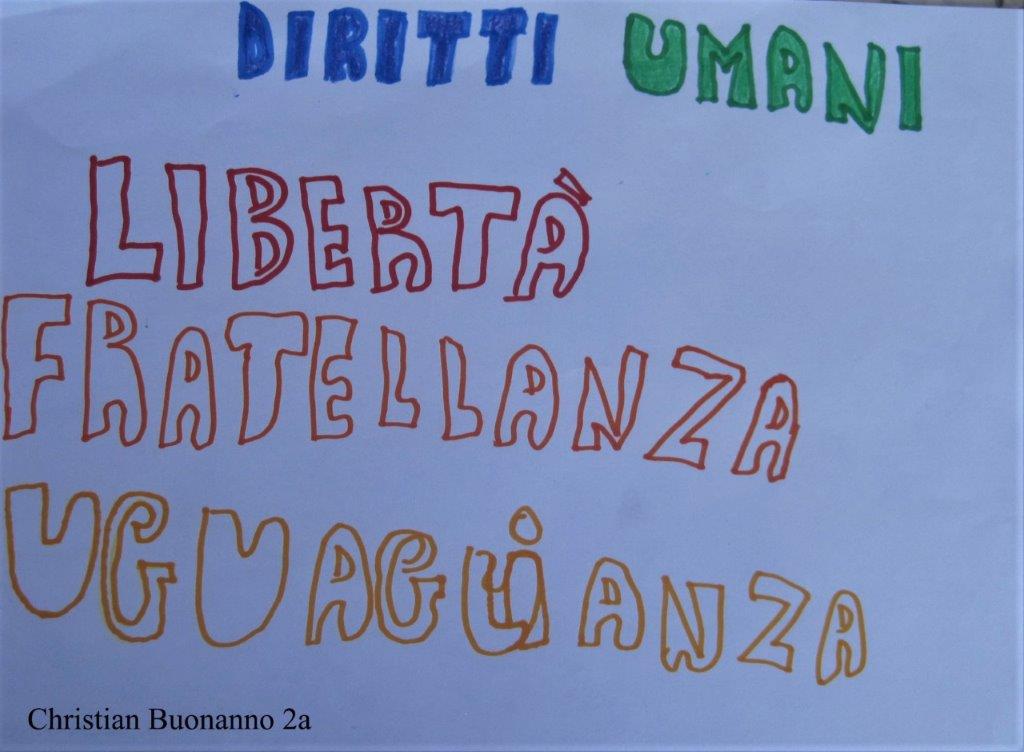 DIRITTI UMANI
LIBERTÀ
FRATELLANZA
UGUAGLIANZA
Christian Buonanno 2a